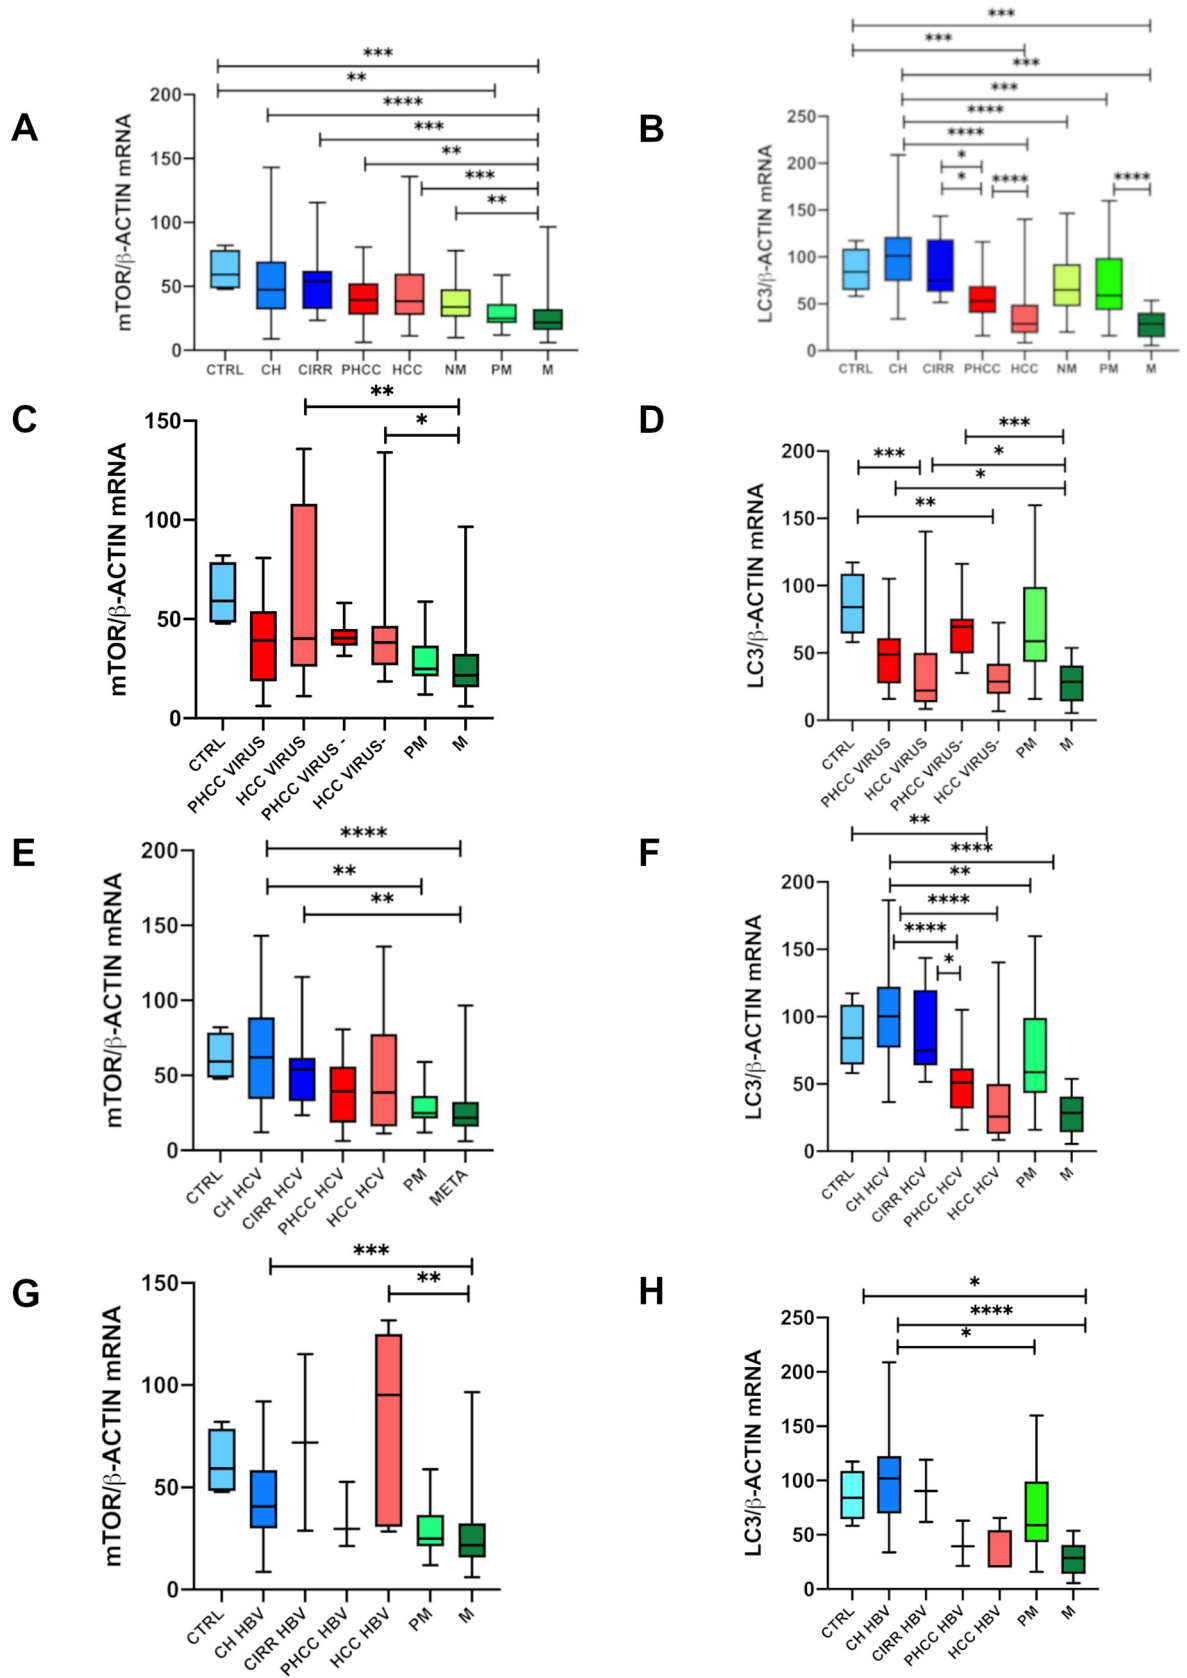 A
mTOR/β-ACTIN mRNA
200
150
100
50
0
***
**
****
***
**
***
**
CTRL CH CIRR PHCC HCC NM PM M
B
LC3/β-ACTIN mRNA
250
200
150
100
50
0
***
***
***
***
****
****
*
*
****
****
CTRL CH CIRR PHCC HCC NM PM M
C
mTOR/β-ACTIN mRNA
150
100
50
0
**
*
CTRL
PHCC VIRUS
HCC VIRUS
PHCC VIRUS -
HCC VIRUS-
PM
M
D
LC3/β-ACTIN mRNA
200
150
100
50
0
***
***
*
*
**
CTRL
PHCC VIRUS
HCC VIRUS
PHCC VIRUS-
HCC VIRUS-
PM
M
E
mTOR/β-ACTIN mRNA
200
150
100
50
0
****
**
**
CTRL
CH HCV
CIRR HCV
PHCC HCV
HCC HCV
PM
META
F
LC3/β-ACTIN mRNA
200
150
100
50
0
**
****
**
****
****
*
CTRL
CH HCV
CIRR HCV
PHCC HCV
HCC HCV
PM
M
G
mTOR/β-ACTIN mRNA
150
100
50
0
***
**
CTRL
CH HBV
CIRR HBV
PHCC HBV
HCC HBV
PM
M
H
LC3/β-ACTIN mRNA
250
200
150
100
50
0
*
****
*
CTRL
CH HBV
CIRR HBV
PHCC HBV
HCC HBV
PM
M